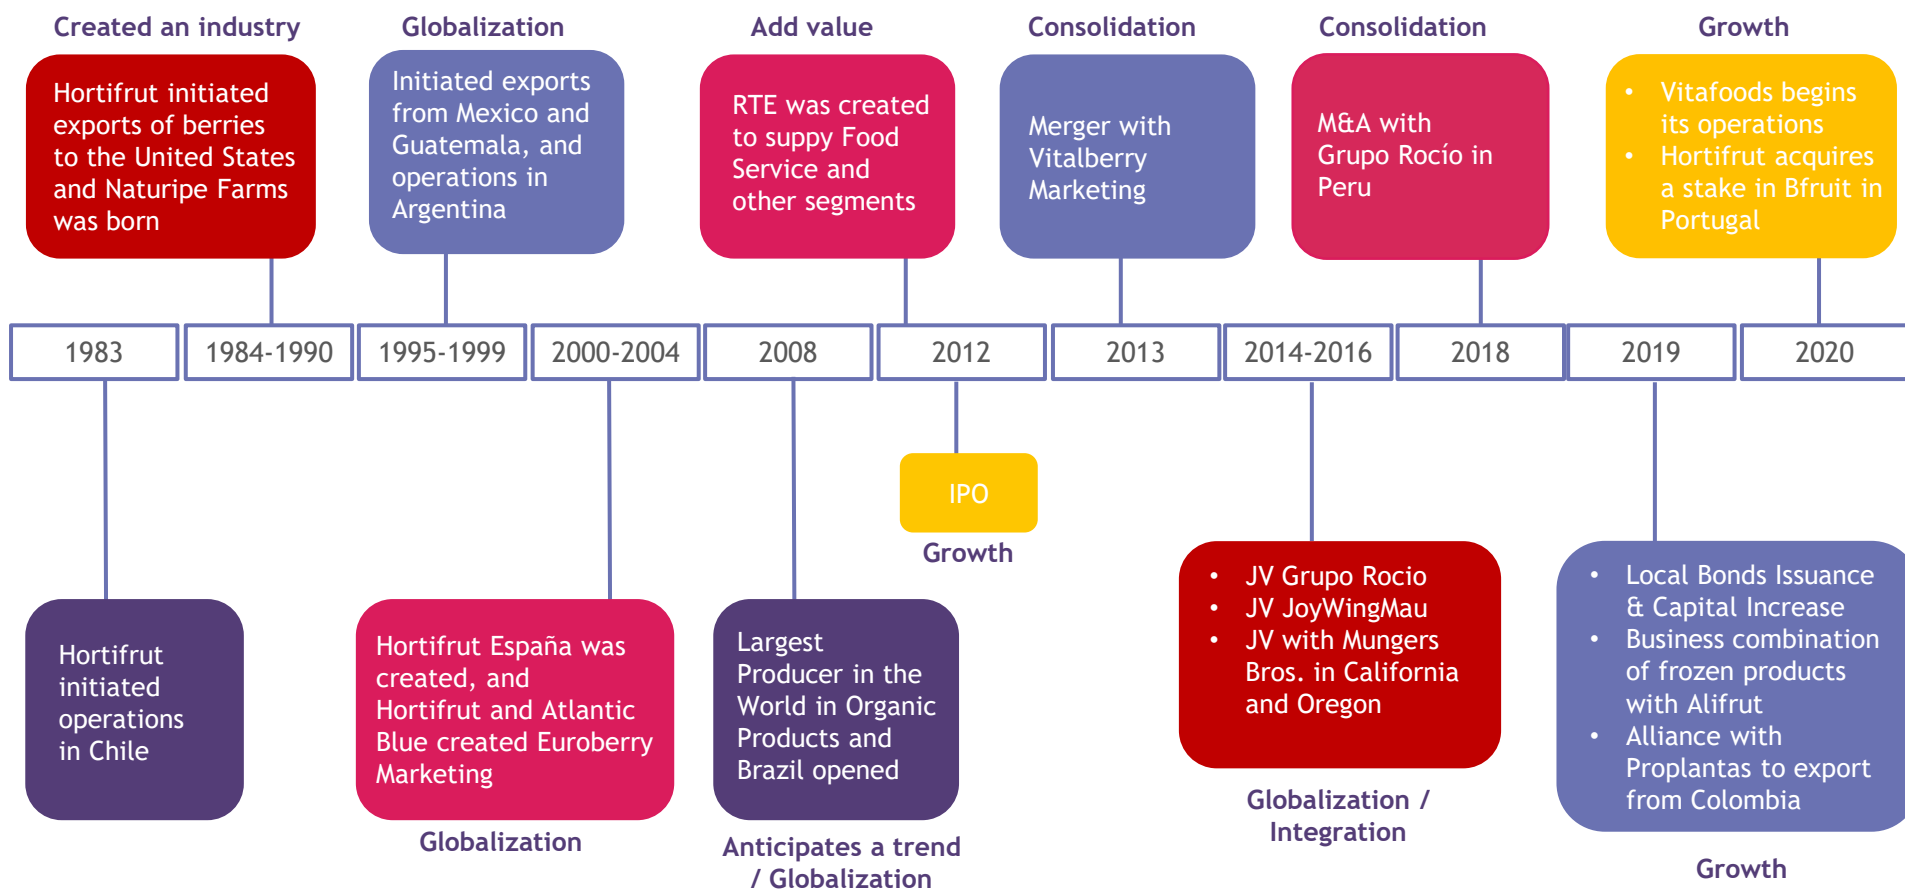 Created an industry
Globalization
Add value
Consolidation
Consolidation
Growth
Hortifrut initiated
exports of berries
to the United States
and Naturipe Farms
was born
Initiated exports
from Mexico and
Guatemala, and
operations in
Argentina
RTE was created
to suppy Food
Service and
other segments
Merger with
Vitalberry
Marketing
M&A with
Grupo Rocío in
Peru
• Vitafoods begins
its operations
• Hortifrut acquires
a stake in Bfruit in
Portugal
1983
1984-1990
1995-1999
2000-2004
2008
2012
2013
2014-2016
2018
2019
2020
IPO
Growth
Hortifrut
initiated
operations
in Chile
Hortifrut España was
created, and
Hortifrut and Atlantic
Blue created Euroberry
Marketing
Globalization
Largest
Producer in the
World in Organic
Products and
Brazil opened
Anticipates a trend
/ Globalization
• JV Grupo Rocio
• JV JoyWingMau
• JV with Mungers
Bros. in California
and Oregon
Globalization /
Integration
• Local Bonds Issuance
& Capital Increase
• Business combination
of frozen products
with Alifrut
• Alliance with
Proplantas to export
from Colombia
Growth